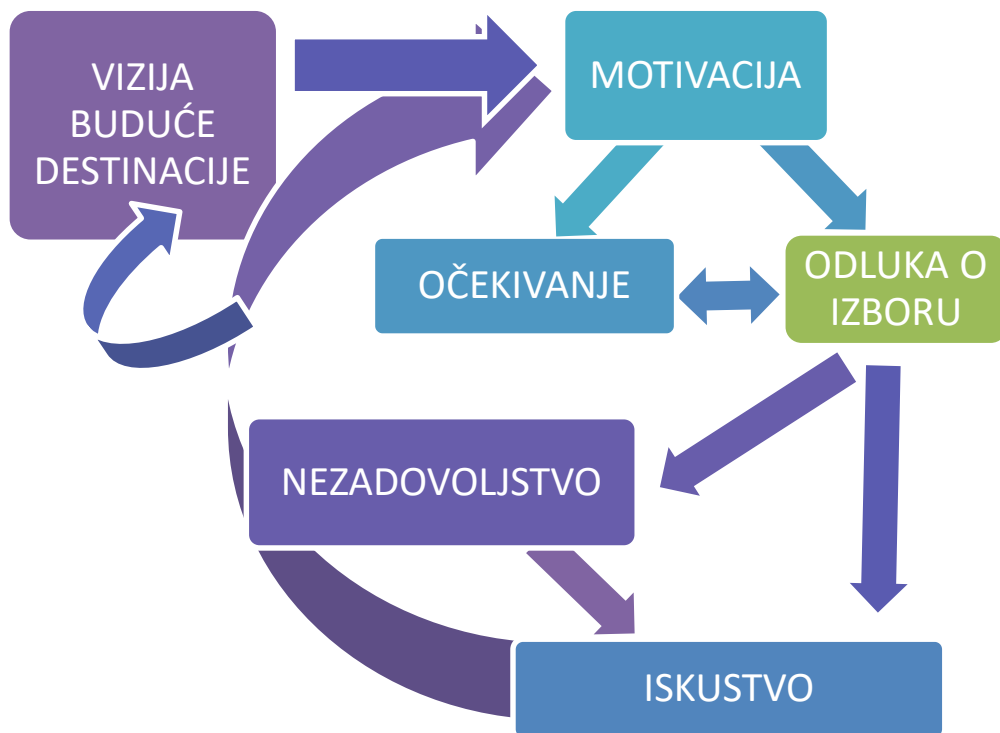 VIZIJA
BUDUĆE
DESTINACIJE
MOTIVACIJA
OČEKIVANJE
ODLUKA O
IZBORU
NEZADOVOLJSTVO
ISKUSTVO